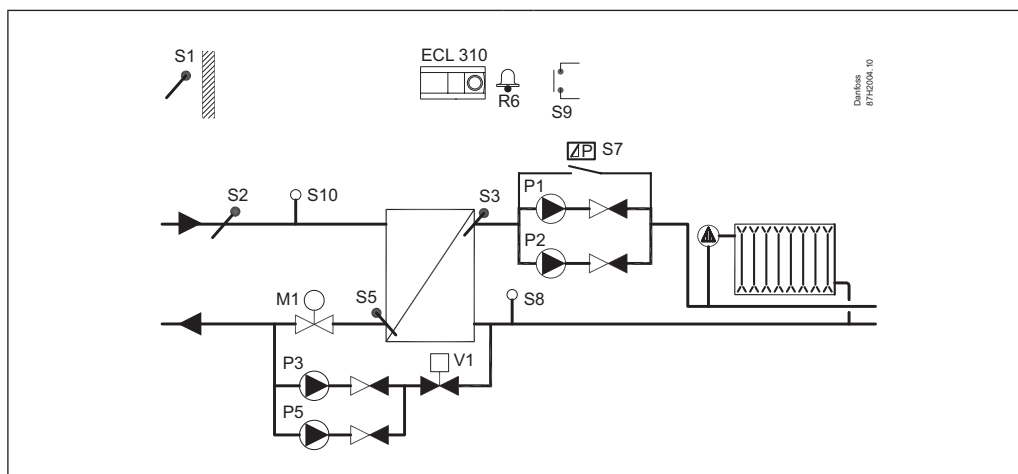 S1
ECL 310
R6
S9
Danfoss
87H2004.10
P S7
P1
S2
S10
S3
P2
M1
S5
S8
P3
V1
P5